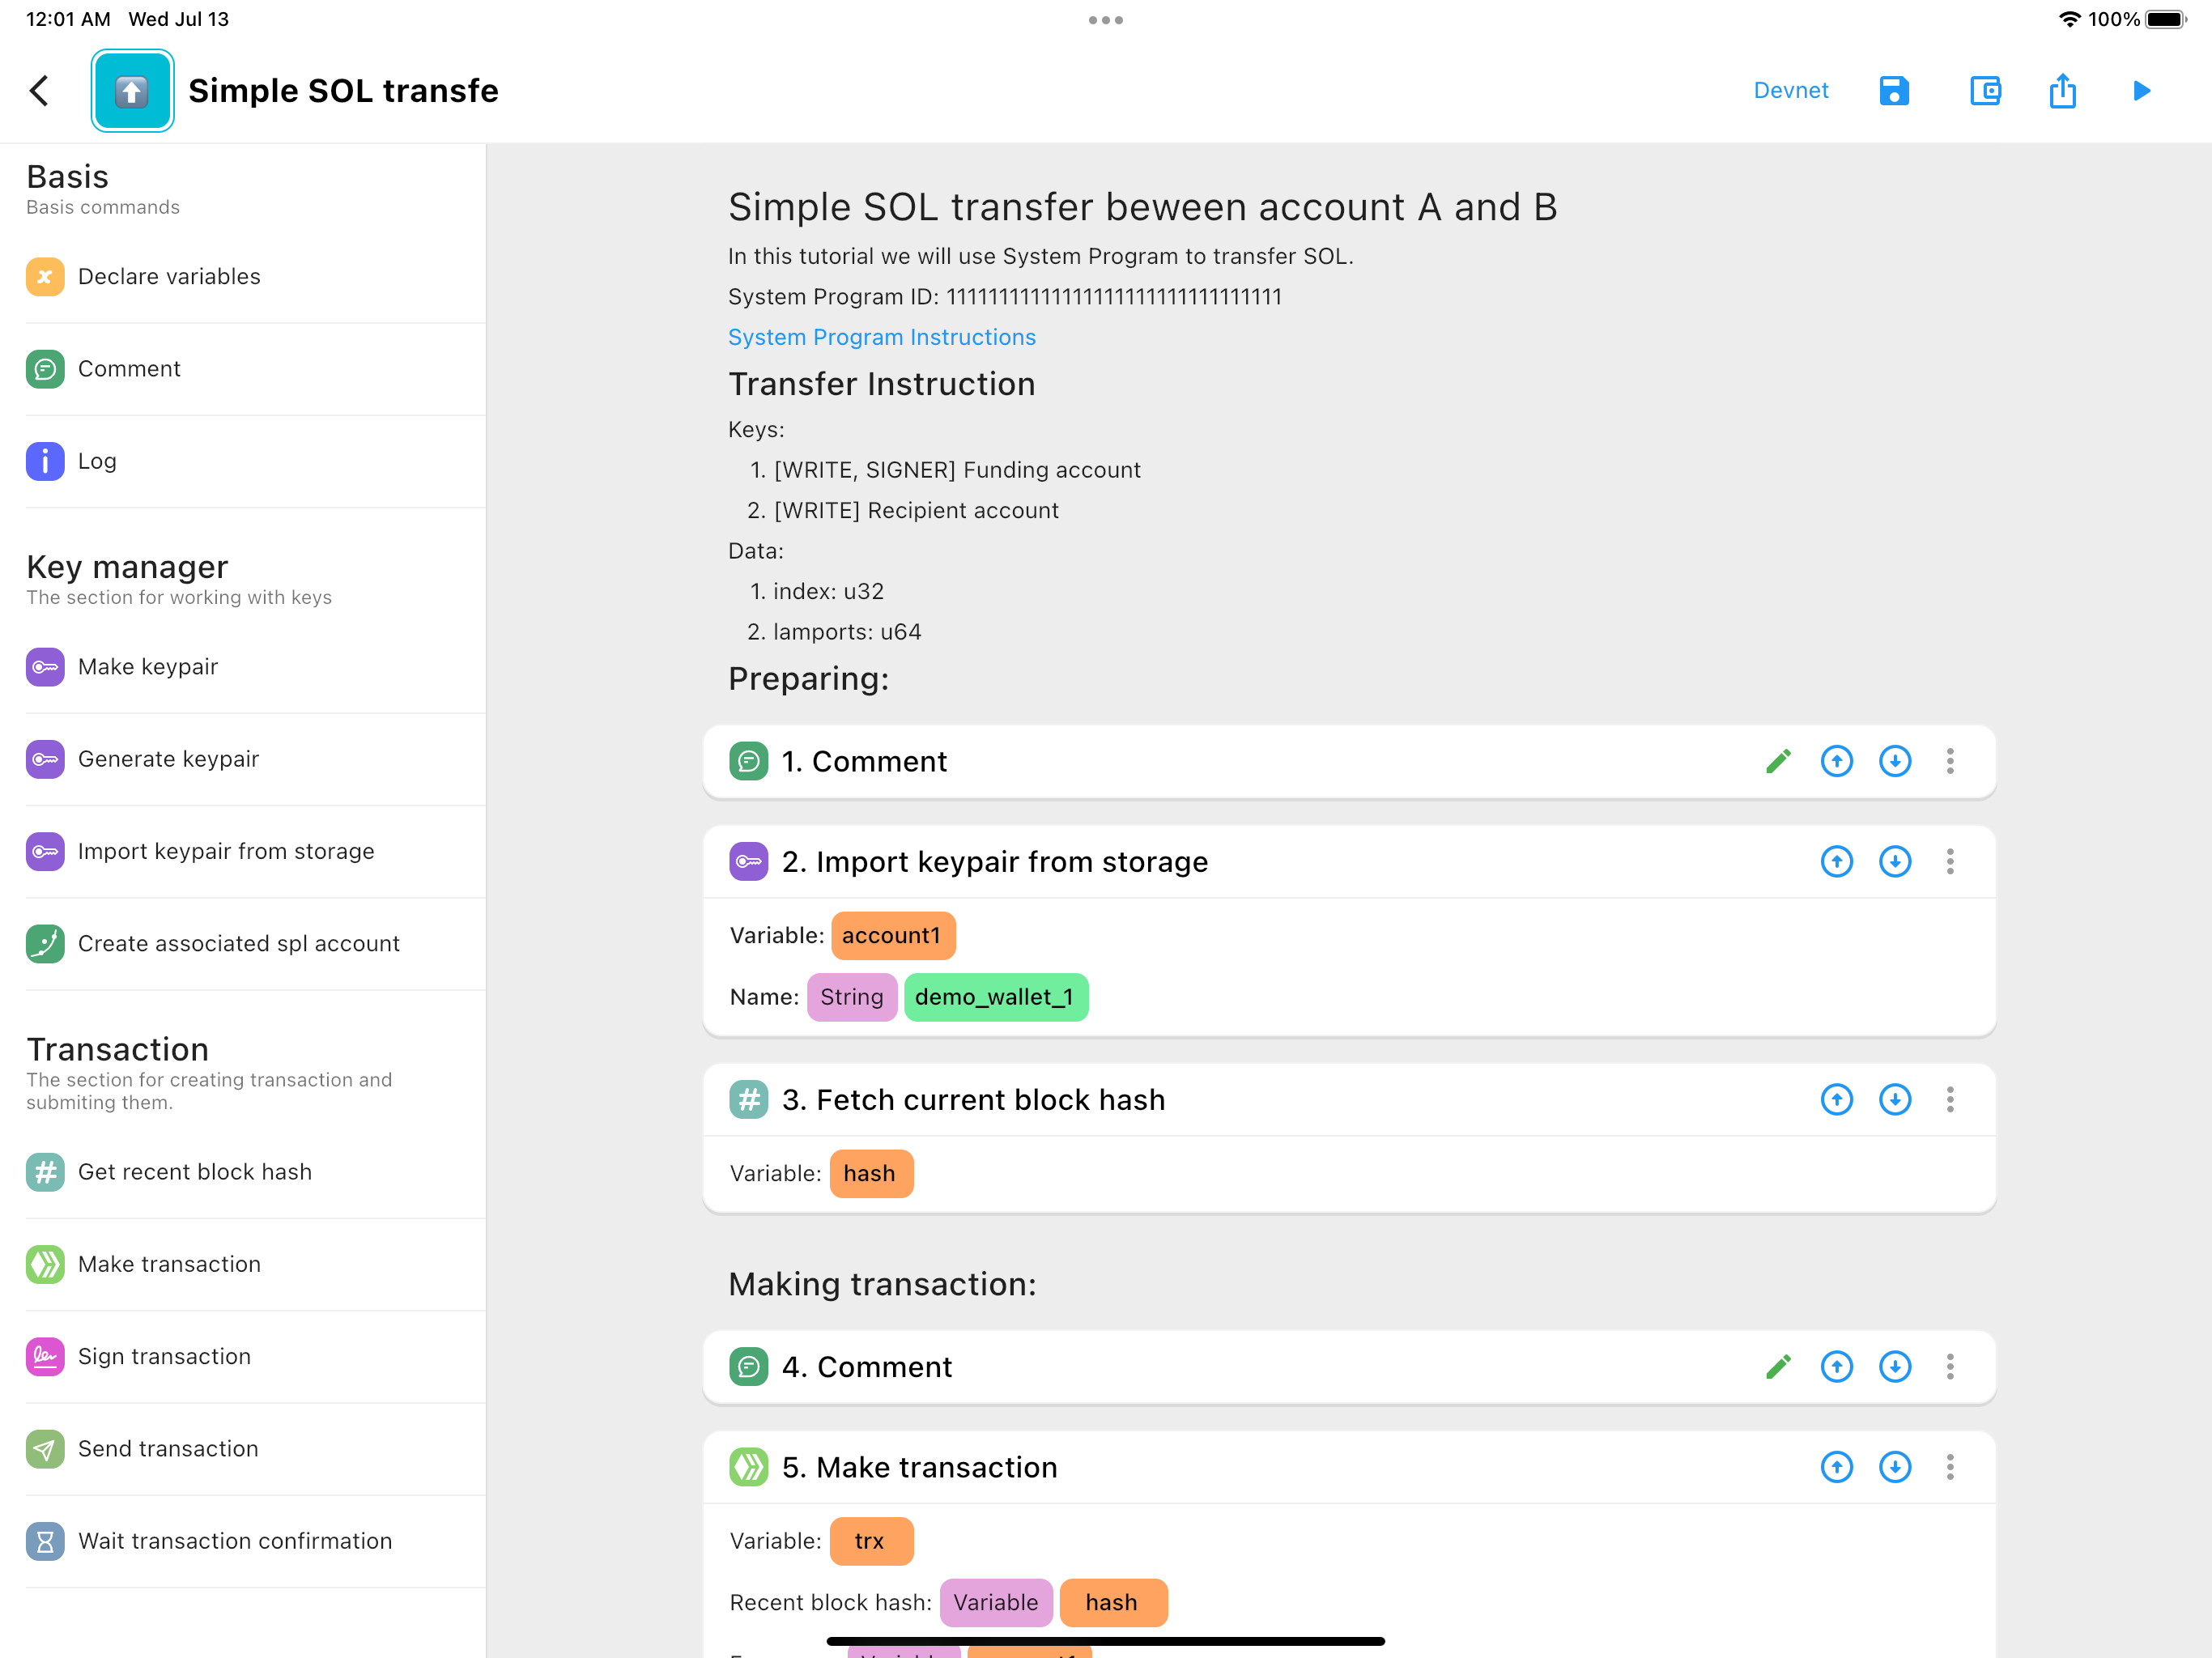 12:01 AM Wed Jul 13
100%
Simple SOL transfe
Devnet
Basis
Basis commands
Declare variables
Comment
Log
Key manager
The section for working with keys
Make keypair
Generate keypair
Import keypair from storage
Create associated spl account
Transaction
The section for creating transaction and
submiting them.
Get recent block hash
Make transaction
Sign transaction
Send transaction
Wait transaction confirmation
Simple SOL transfer beween account A and B
In this tutorial we will use System Program to transfer SOL.
System Program ID: 11111111111111111111111111111111
System Program Instructions
Transfer Instruction
Keys:
1. [WRITE, SIGNER] Funding account
2. [WRITE] Recipient account
Data:
1. index: u32
2. lamports: u64
Preparing:
1. Comment
2. Import keypair from storage
Variable: account1
Name: String demo_wallet_1
3. Fetch current block hash
Variable: hash
Making transaction:
4. Comment
5. Make transaction
Variable: trx
Recent block hash: Variable hash